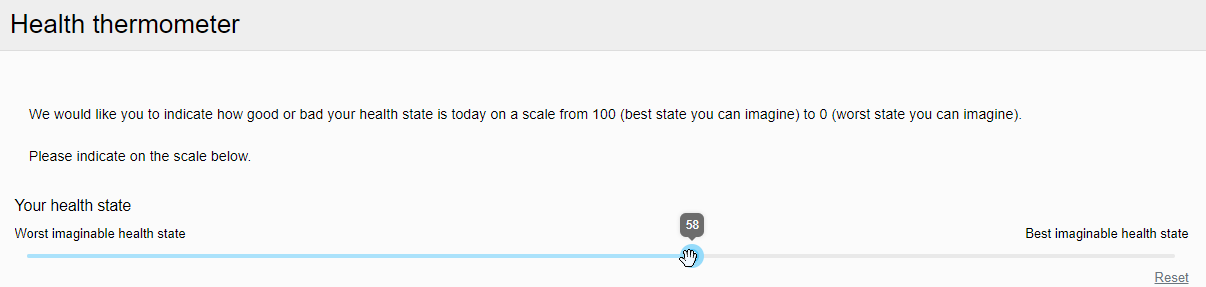 Health thermometer
We would like you to indicate how good or bad your health state is today on a scale from 100 (best state you can imagine) to 0 (worst state you can imagine).
Please indicate on the scale below.
Your health state
58
Worst imaginable health state
Best imaginable health state
Reset